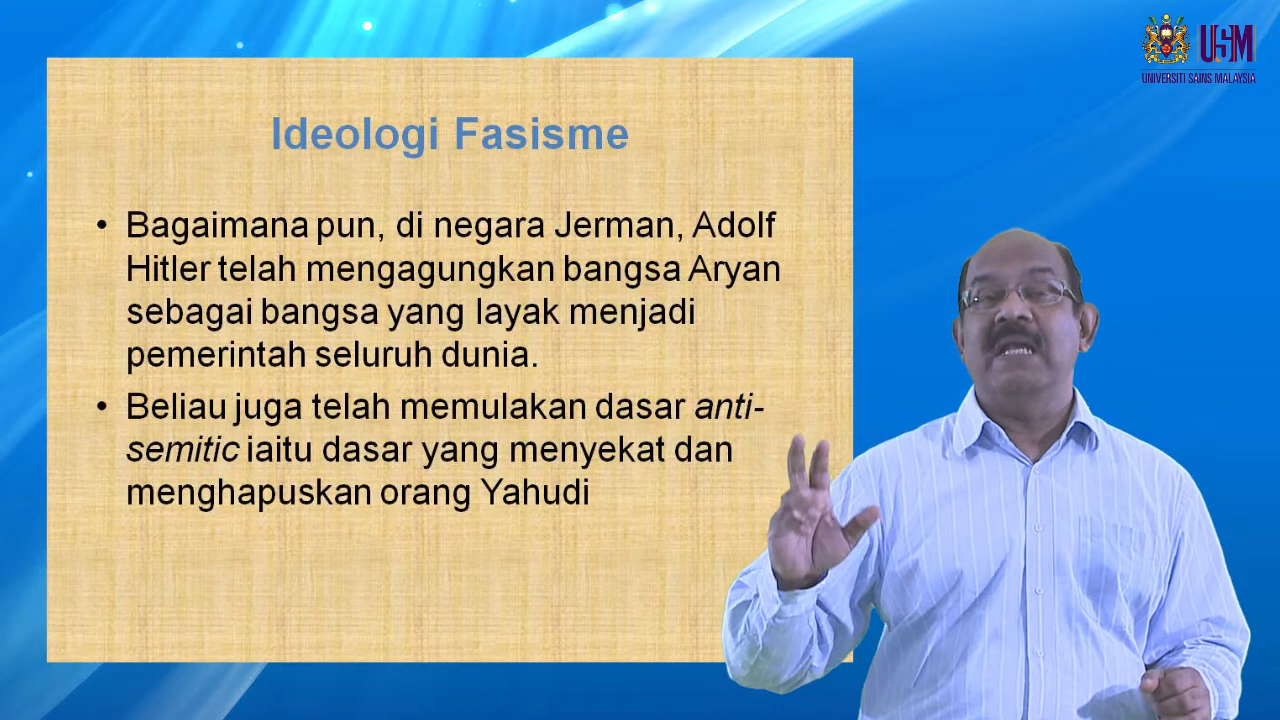 USM
UNIVERSITI SAINS MALAYSIA
Ideologi Fasisme
• Bagaimana pun, di negara Jerman, Adolf
Hitler telah mengagungkan bangsa Aryan
sebagai bangsa yang layak menjadi
pemerintah seluruh dunia.
• Beliau juga telah memulakan dasar anti-
semitic iaitu dasar yang menyekat dan
menghapuskan orang Yahudi